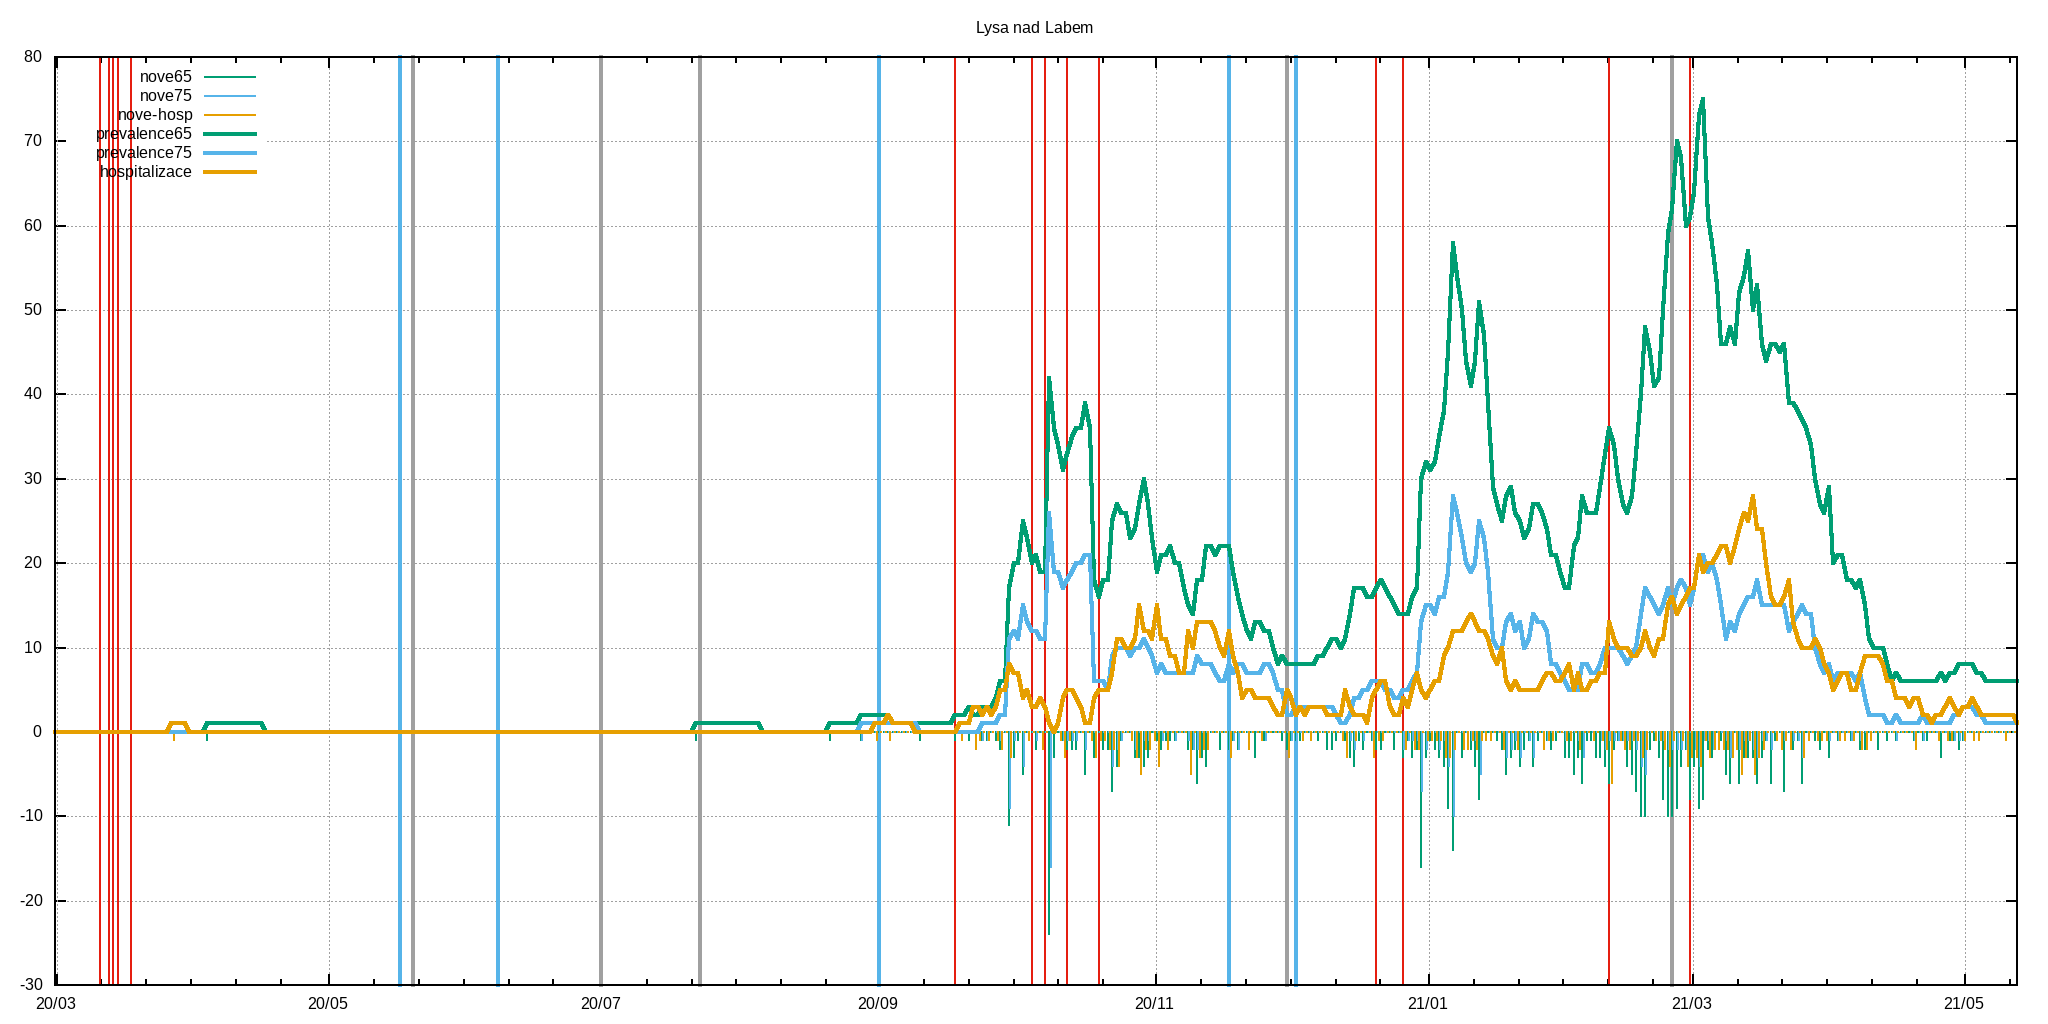 Lysa nad Labem
80
70
60
50
40
30
20
10
0
-10
-20
-30
nove65
nove75
nove-hosp
prevalence65
prevalence75
hospitalizace
20/03 20/05 20/07 20/09 20/11 21/01 21/03 21/05